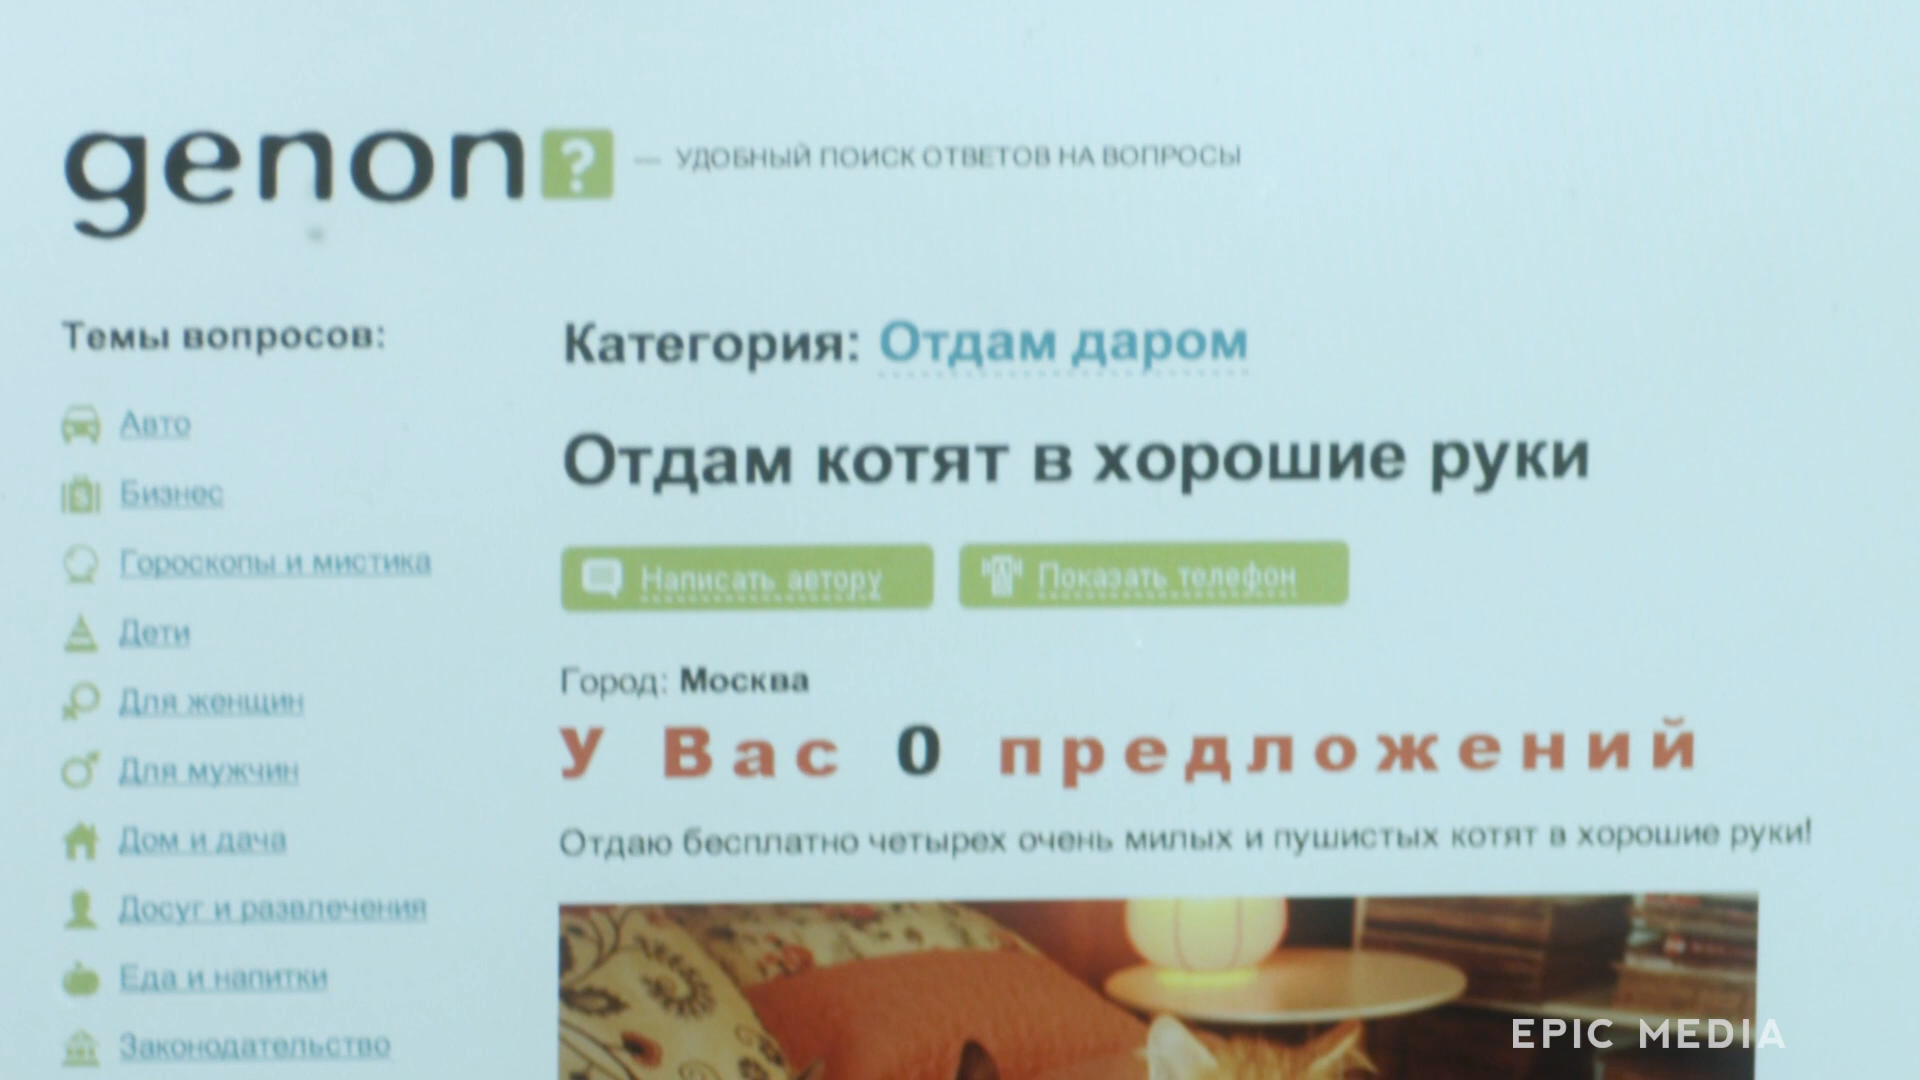 genon ?
— УДОБНЫЙ ПОИСК ОТВЕТОВ НА ВОПРОСЫ
Темы вопросов:
Авто
Бизнес
Гороскопы и мистика
Дети
Для женщин
Для мужчин
Дом и дача
Досуг и развлечения
Еда и напитки
Законодательство
Категория: Отдам даром
Отдам котят в хорошие руки
Написать автору
Показать телефон
Город: Москва
У Вас 0 предложений
Отдаю бесплатно четырех очень милых и пушистых котят в хорошие руки!
EPIC MEDIA